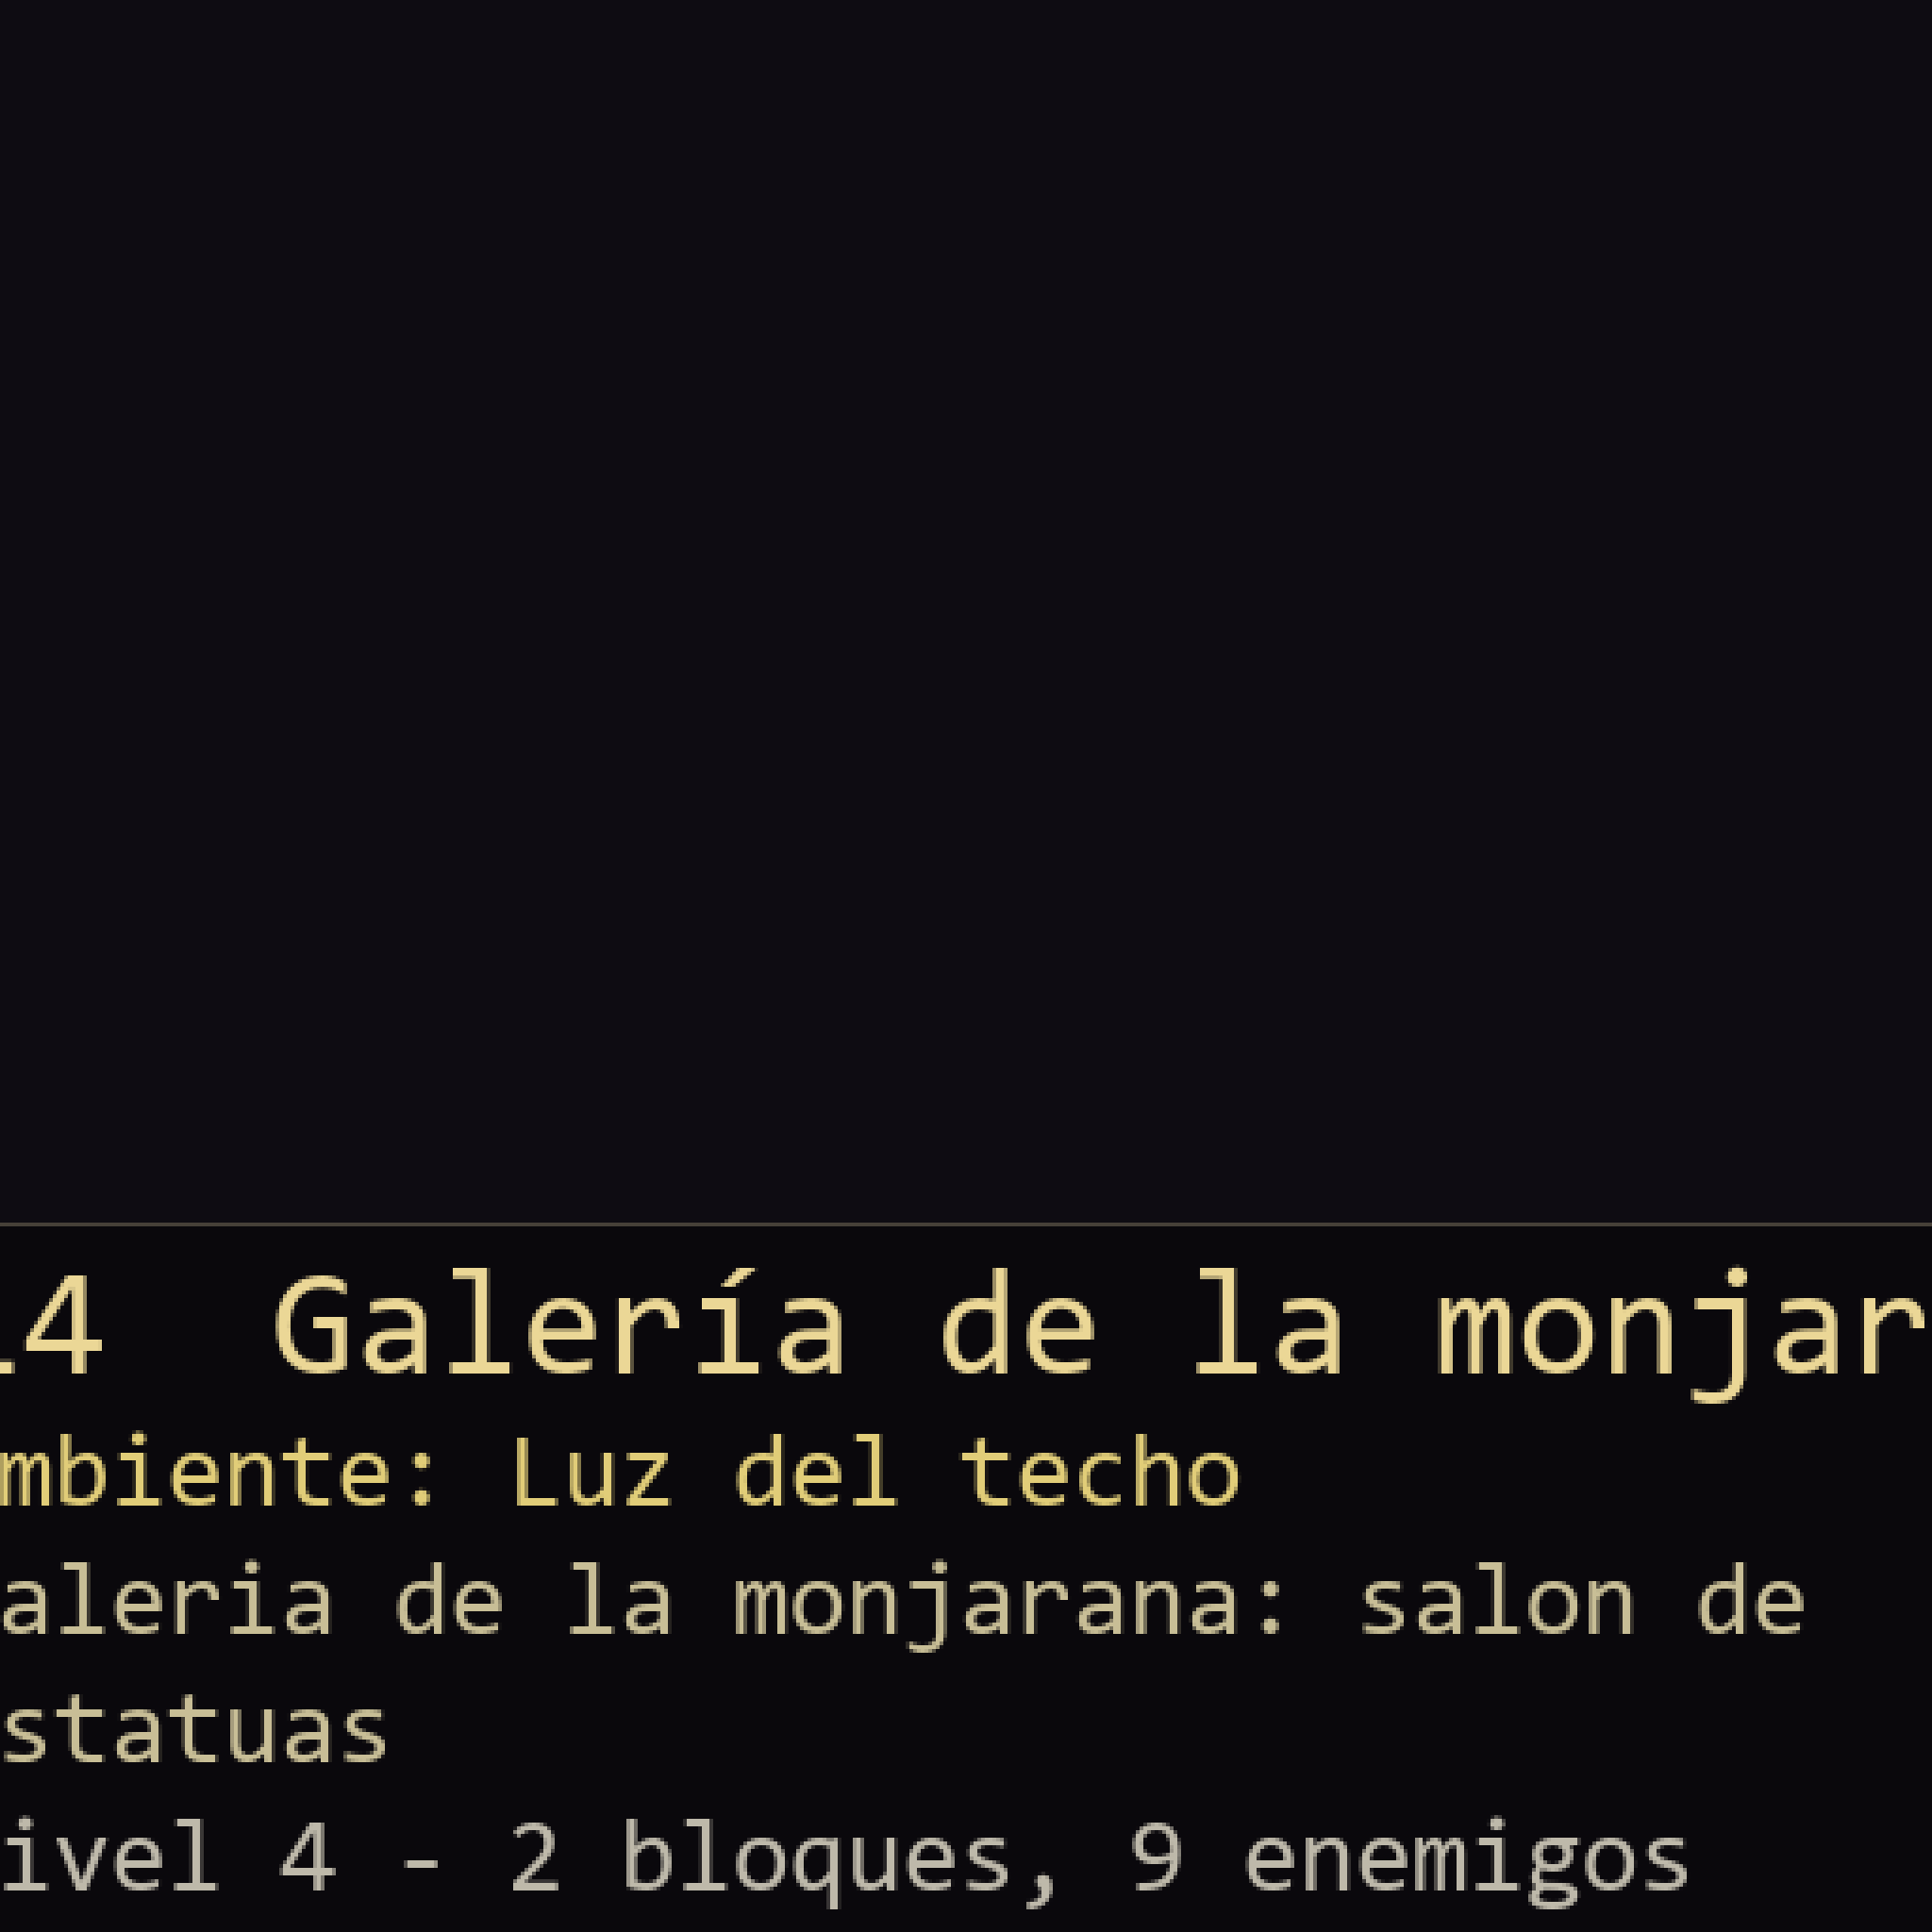 14  Galería de la monjar
mbiente: Luz del techo
aleria de la monjarana: salon de
statuas
ivel 4 - 2 bloques, 9 enemigos